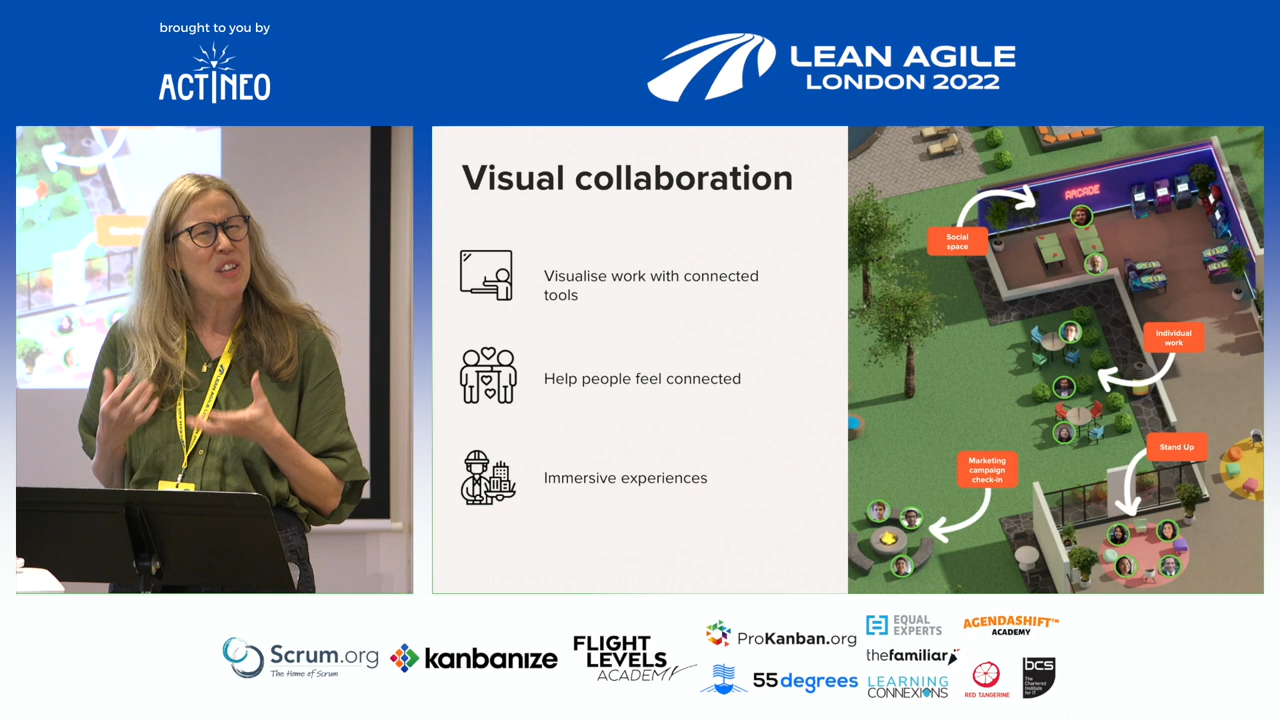 brought to you by
ACTINEO
LEAN AGILE
LONDON 2022
Visual collaboration
Visualise work with connected
tools
Help people feel connected
Immersive experiences
ARCADE
Social
space
Individual
work
Stand Up
Marketing
campaign
check-in
Scrum.org
The Home of Scrum
kanbanize
FLIGHT
LEVELS
ACADEMY
ProKanban.org
55degrees
EQUAL
EXPERTS
thefamiliar
LEARNING
CONNEXIONS
AGENDASHIFT™
ACADEMY
RED TANGERINE
bcs
The
Chartered
Institute
for IT